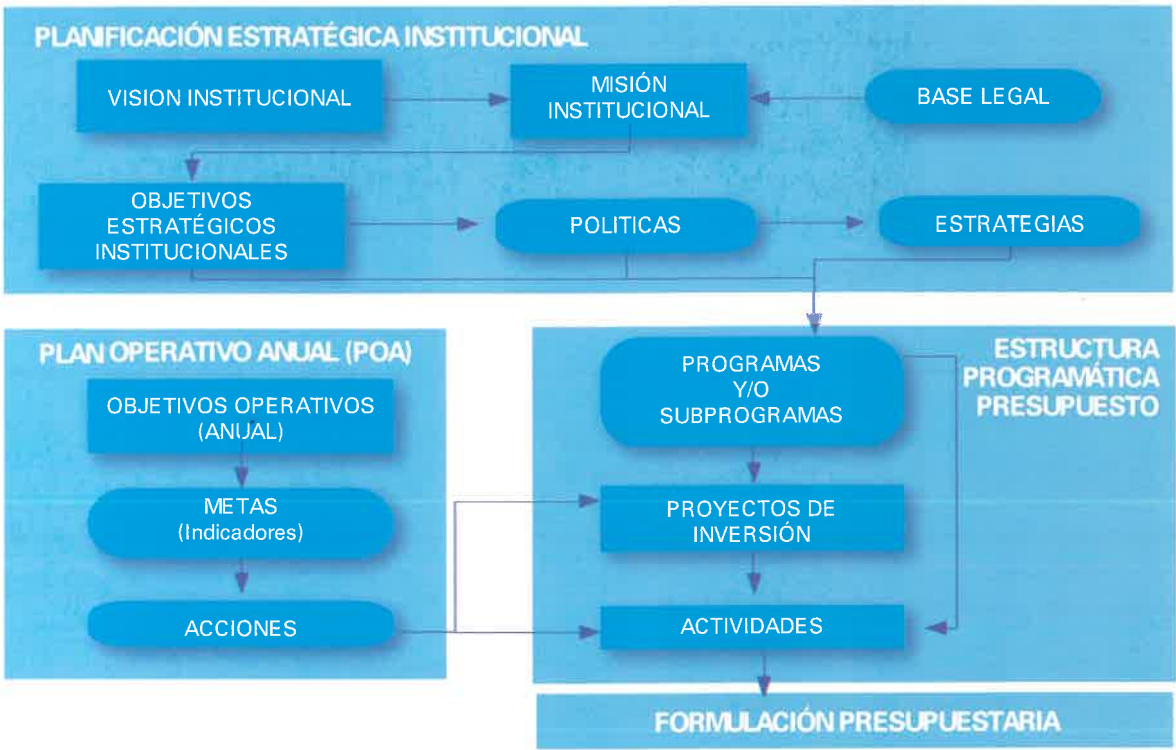 PLANIFICACIÓN ESTRATÉGICA INSTITUCIONAL
VISION INSTITUCIONAL
MISIÓN
INSTITUCIONAL
BASE LEGAL
OBJETIVOS
ESTRATÉGICOS
INSTITUCIONALES
POLITICAS
ESTRATEGIAS
PLAN OPERATIVO ANUAL (POA)
OBJETIVOS OPERATIVOS
(ANUAL)
METAS
(Indicadores)
ACCIONES
ESTRUCTURA
PROGRAMÁTICA
PRESUPUESTO
PROGRAMAS
Y/O
SUBPROGRAMAS
PROYECTOS DE
INVERSIÓN
ACTIVIDADES
FORMULACIÓN PRESUPUESTARIA